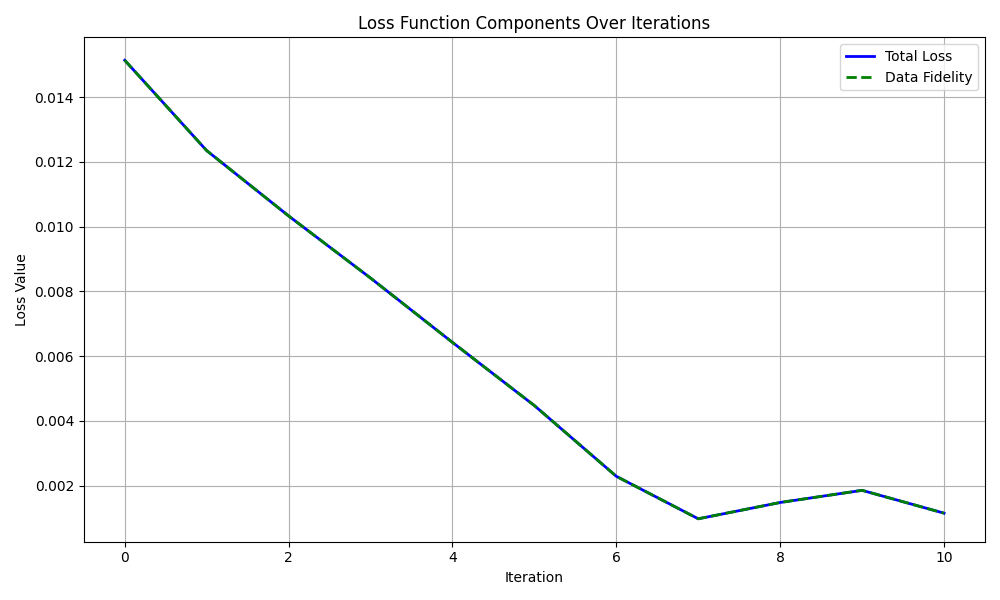 Loss Function Components Over Iterations
Total Loss
Data Fidelity
Loss Value
0.014
0.012
0.010
0.008
0.006
0.004
0.002
0 2 4 6 8 10
Iteration